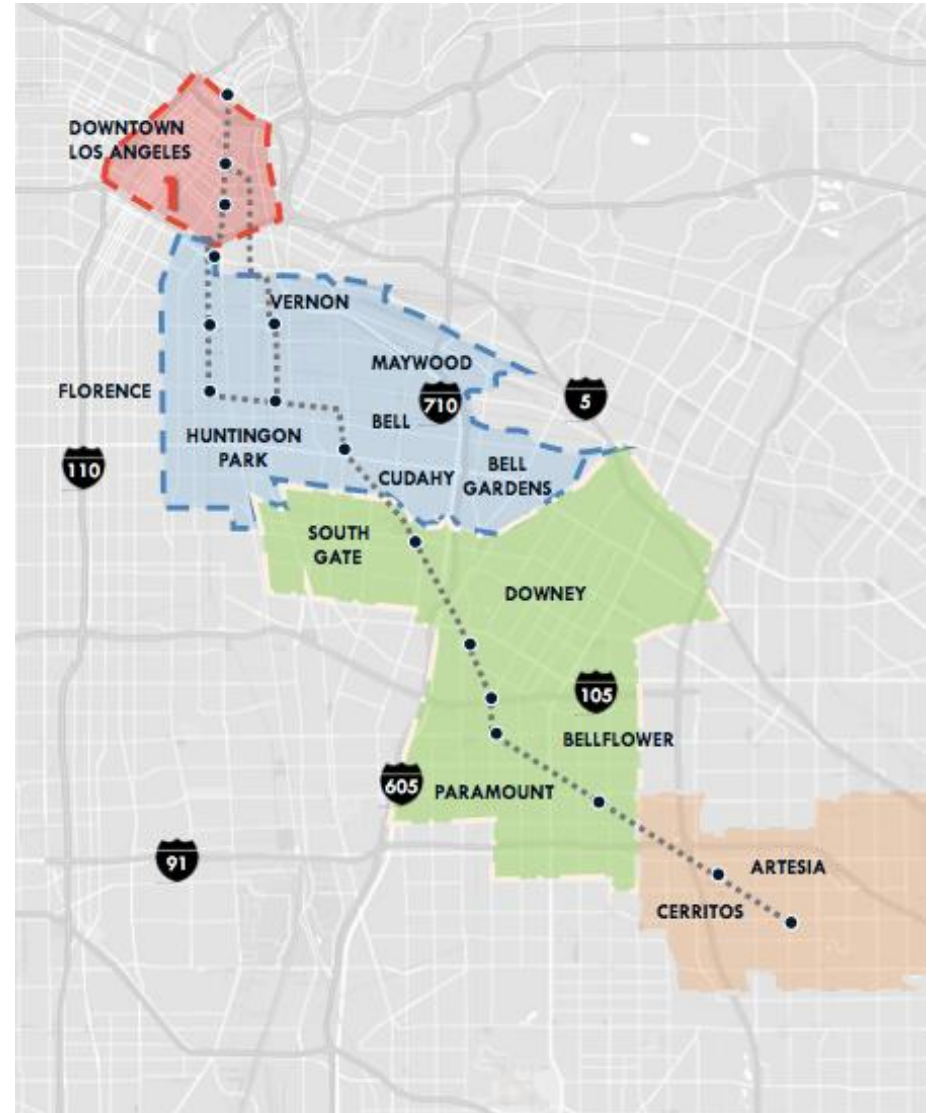 DOWNTOWN
LOS ANGELES
1
VERNON
MAYWOOD
FLORENCE
710
5
BELL
HUNTINGON
PARK
110
CUDAHY
BELL
GARDENS
SOUTH
GATE
DOWNEY
105
BELLFLOWER
605
PARAMOUNT
91
ARTESIA
CERRITOS